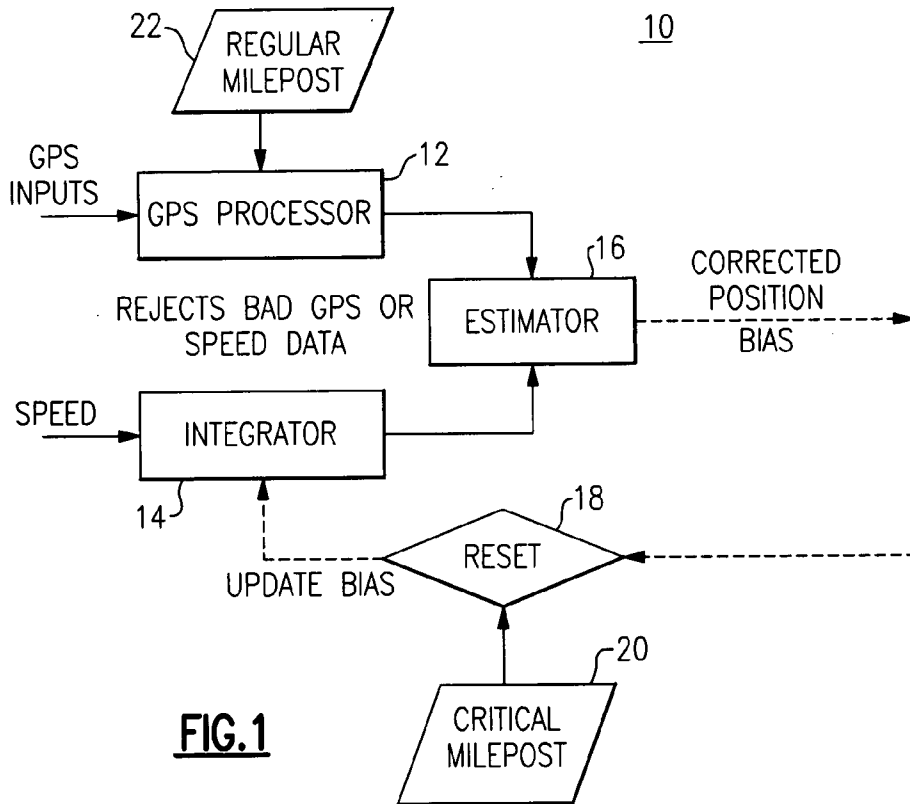 22
REGULAR
MILEPOST
10
GPS
INPUTS
12
GPS PROCESSOR
16
CORRECTED
POSITION
BIAS
REJECTS BAD GPS OR
SPEED DATA
ESTIMATOR
SPEED
INTEGRATOR
14
18
RESET
UPDATE BIAS
20
CRITICAL
MILEPOST
FIG.1